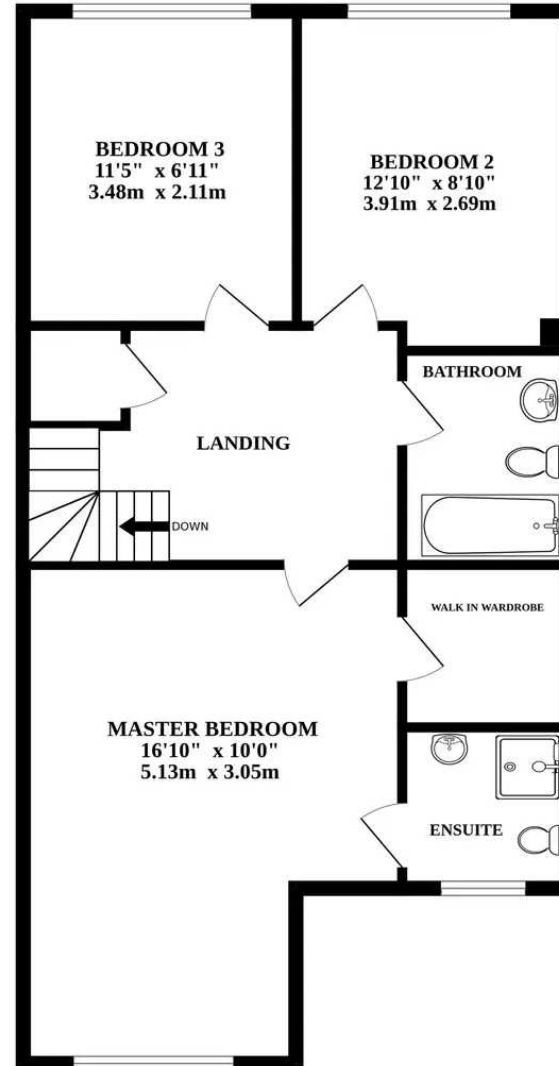 BEDROOM 3
11'5" x 6'11"
3.48m x 2.11m
BEDROOM 2
12'10" x 8'10"
3.91m x 2.69m
BATHROOM
LANDING
DOWN
WALK IN WARDROBE
MASTER BEDROOM
16'10" x 10'0"
5.13m x 3.05m
ENSUITE